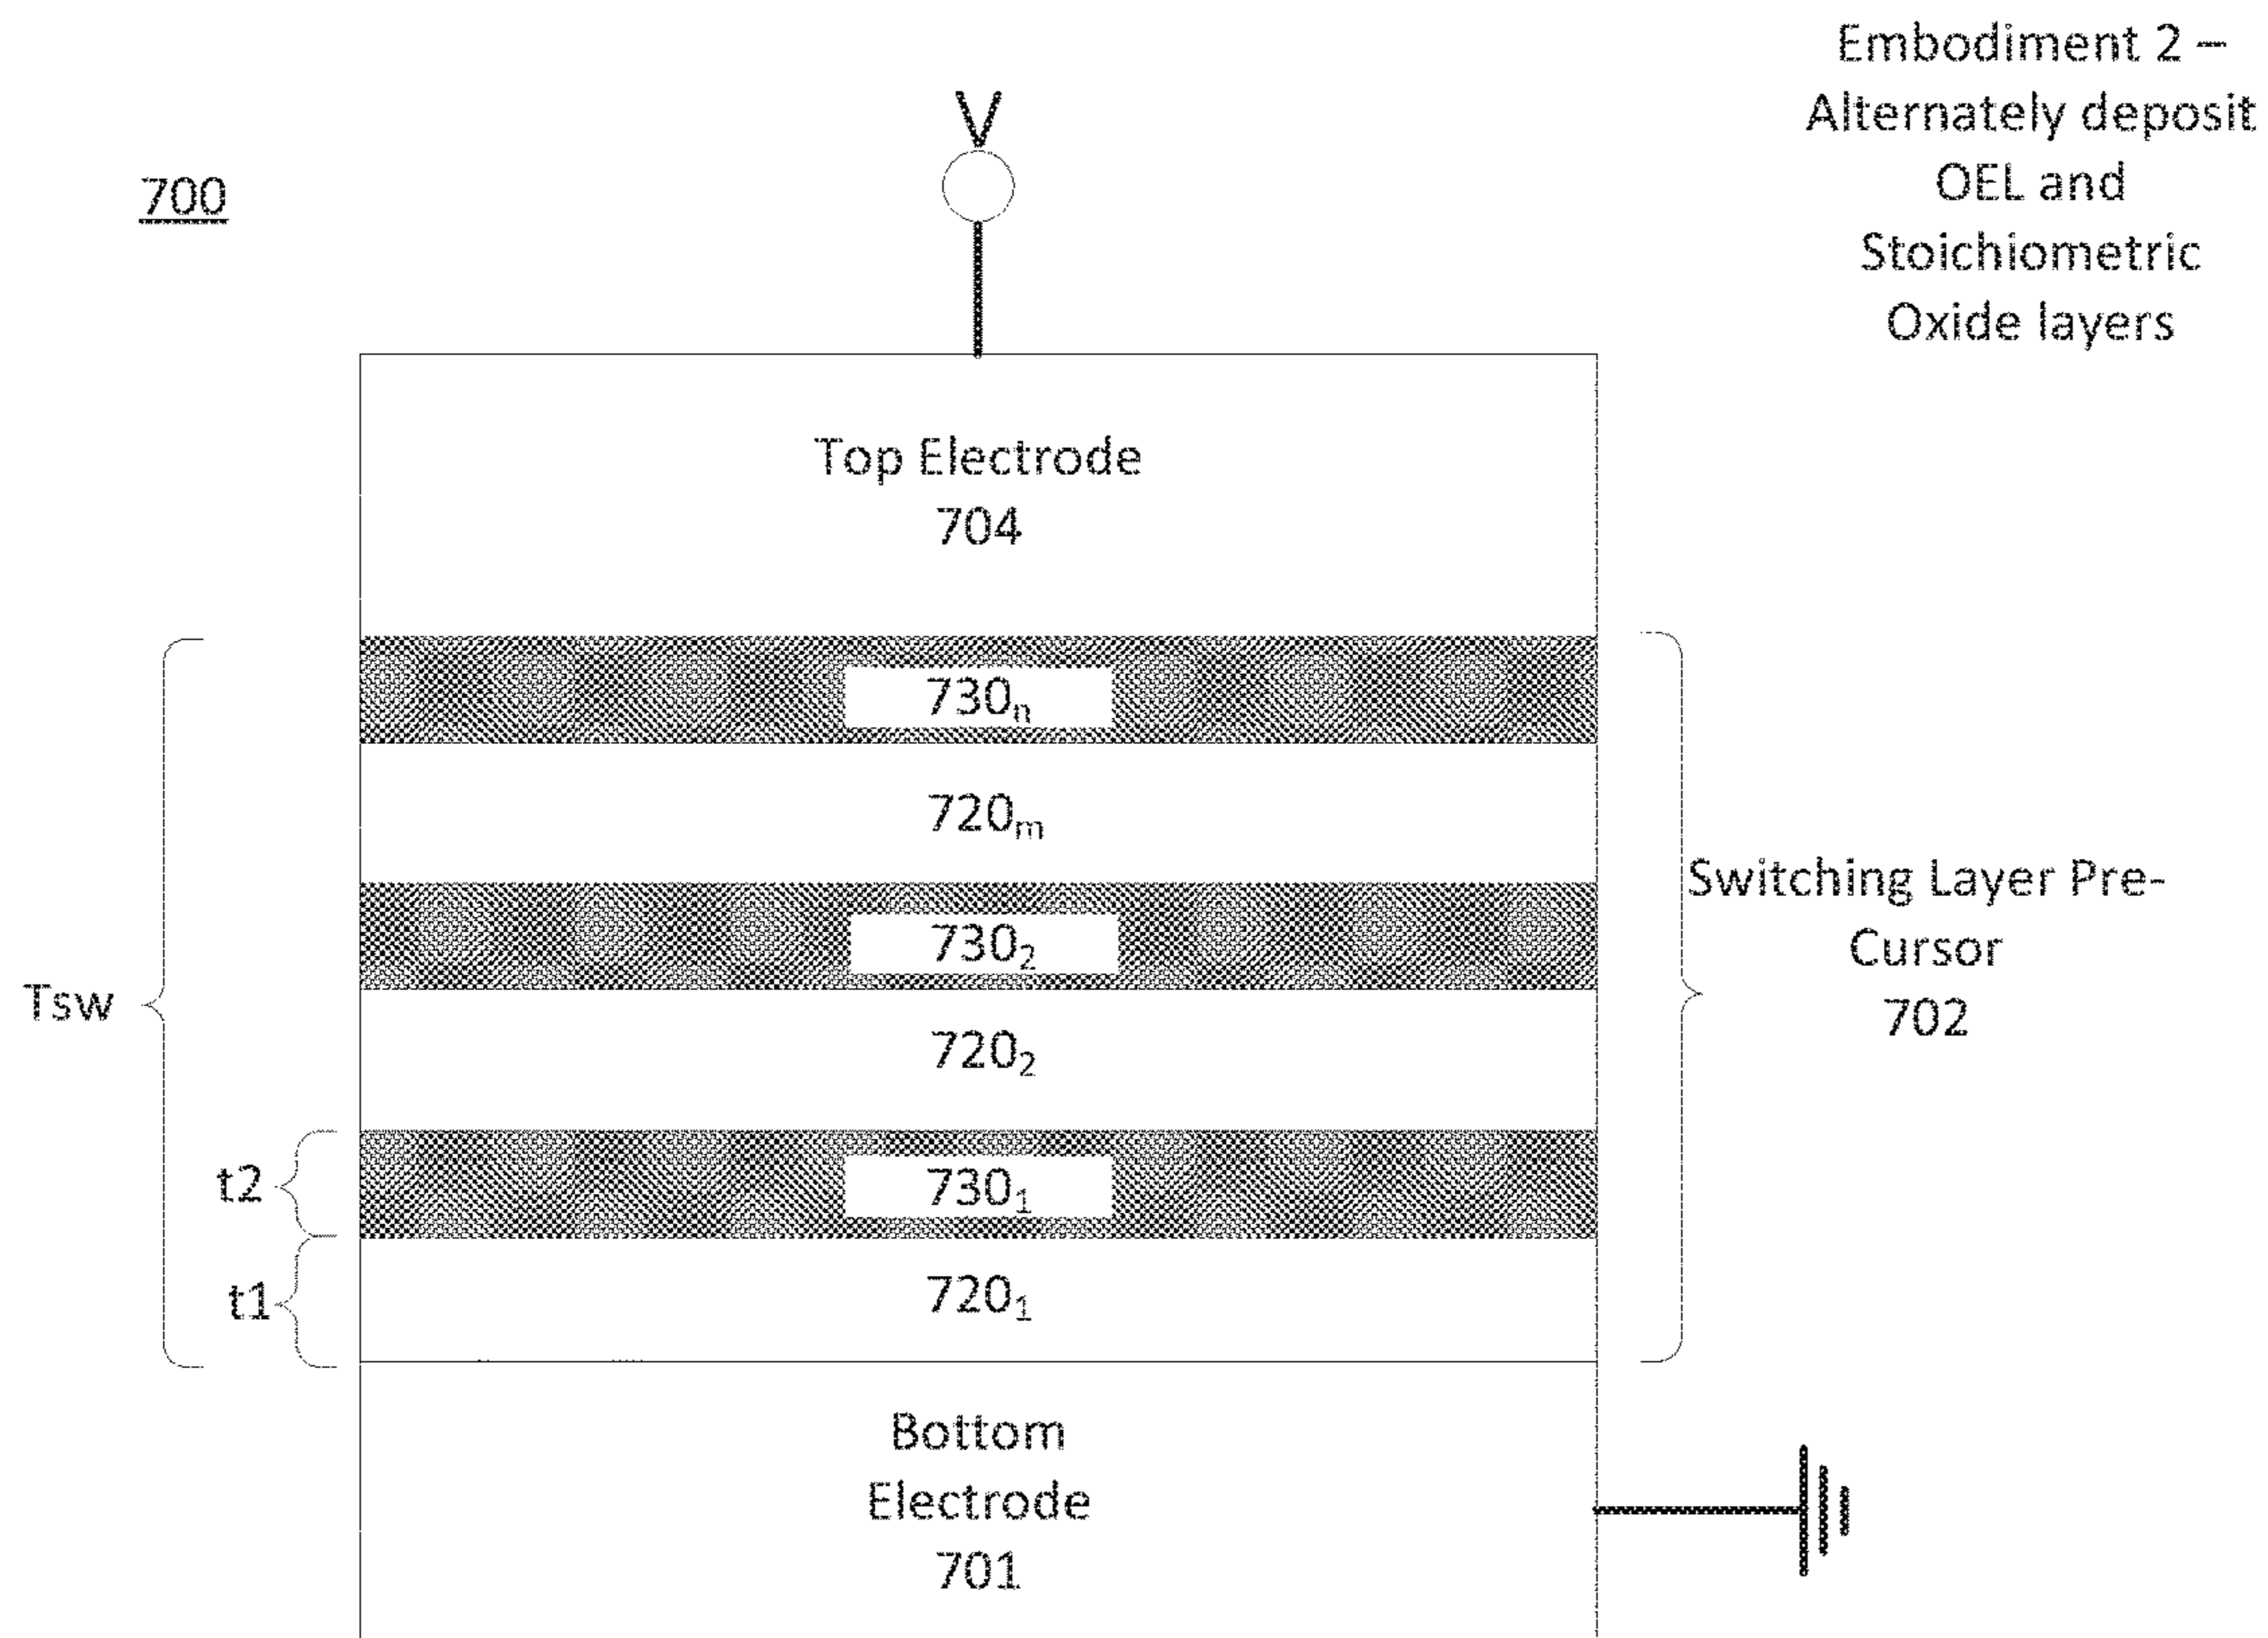 Embodiment 2 –
Alternately deposit
OEL and
Stoichiometric
Oxide layers
V
700
Top Electrode
704
730n
720m
7302
7202
7301
7201
Tsw
t2
t1
Switching Layer Pre-
Cursor
702
Bottom
Electrode
701